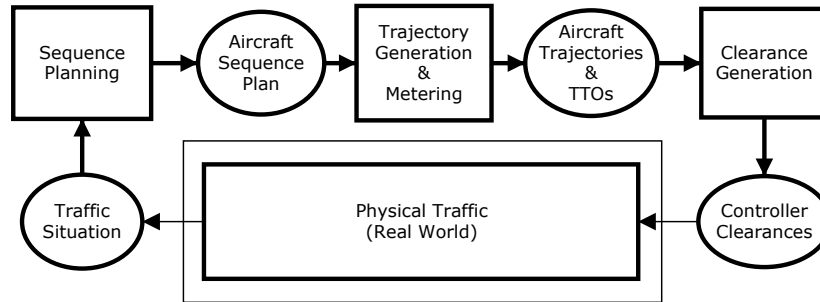 Sequence
Planning
Aircraft
Sequence
Plan
Trajectory
Generation
&
Metering
Aircraft
Trajectories
&
TTOs
Clearance
Generation
Traffic
Situation
Physical Traffic
(Real World)
Controller
Clearances